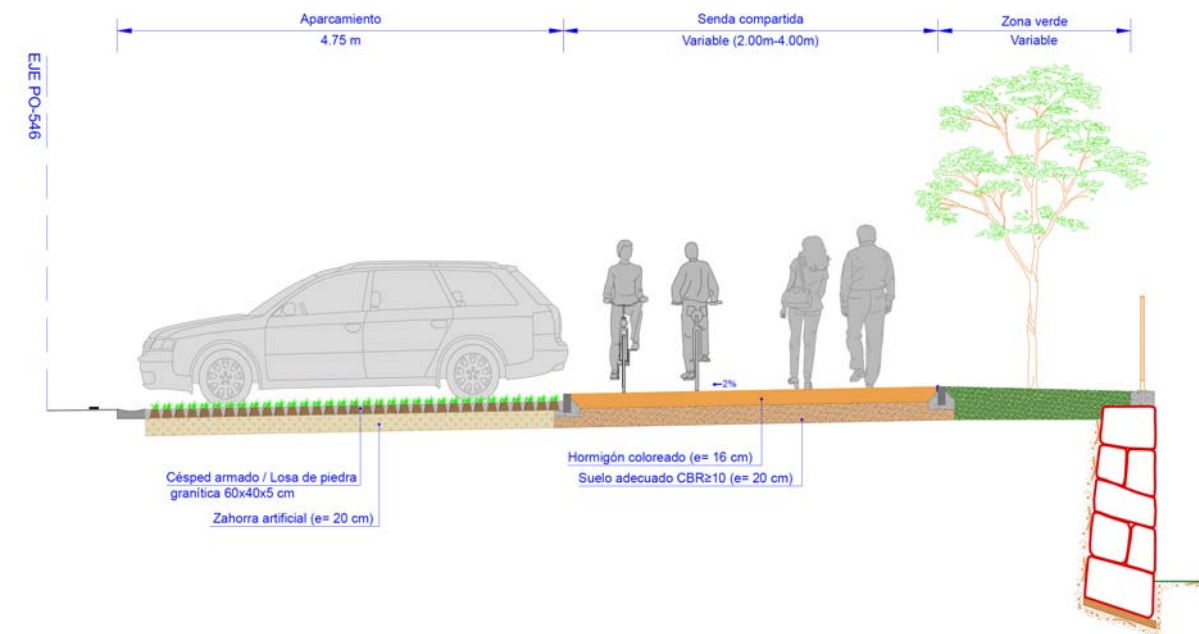 Aparcamiento
4.75 m
Senda compartida
Variable (2.00m-4.00m)
Zona verde
Variable
EJE PO-546
←2%
Césped armado / Losa de piedra
granítica 60x40x5 cm
Zahorra artificial (e= 20 cm)
Hormigón coloreado (e= 16 cm)
Suelo adecuado CBR≥10 (e= 20 cm)